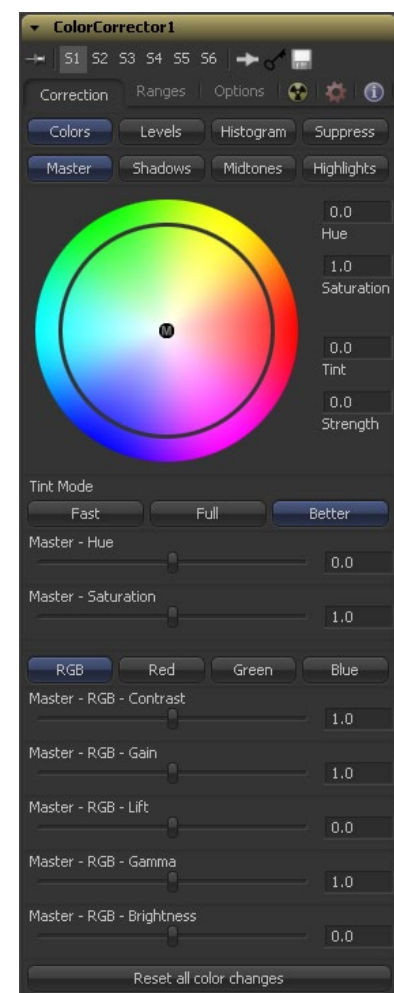 ColorCorrector1
S1 S2 S3 S4 S5 S6
Correction Ranges Options
Colors Levels Histogram Suppress
Master Shadows Midtones Highlights
0.0
Hue
1.0
Saturation
M
0.0
Tint
0.0
Strength
Tint Mode
Fast Full Better
Master - Hue
0.0
Master - Saturation
1.0
RGB Red Green Blue
Master - RGB - Contrast
1.0
Master - RGB - Gain
1.0
Master - RGB - Lift
0.0
Master - RGB - Gamma
1.0
Master - RGB - Brightness
0.0
Reset all color changes